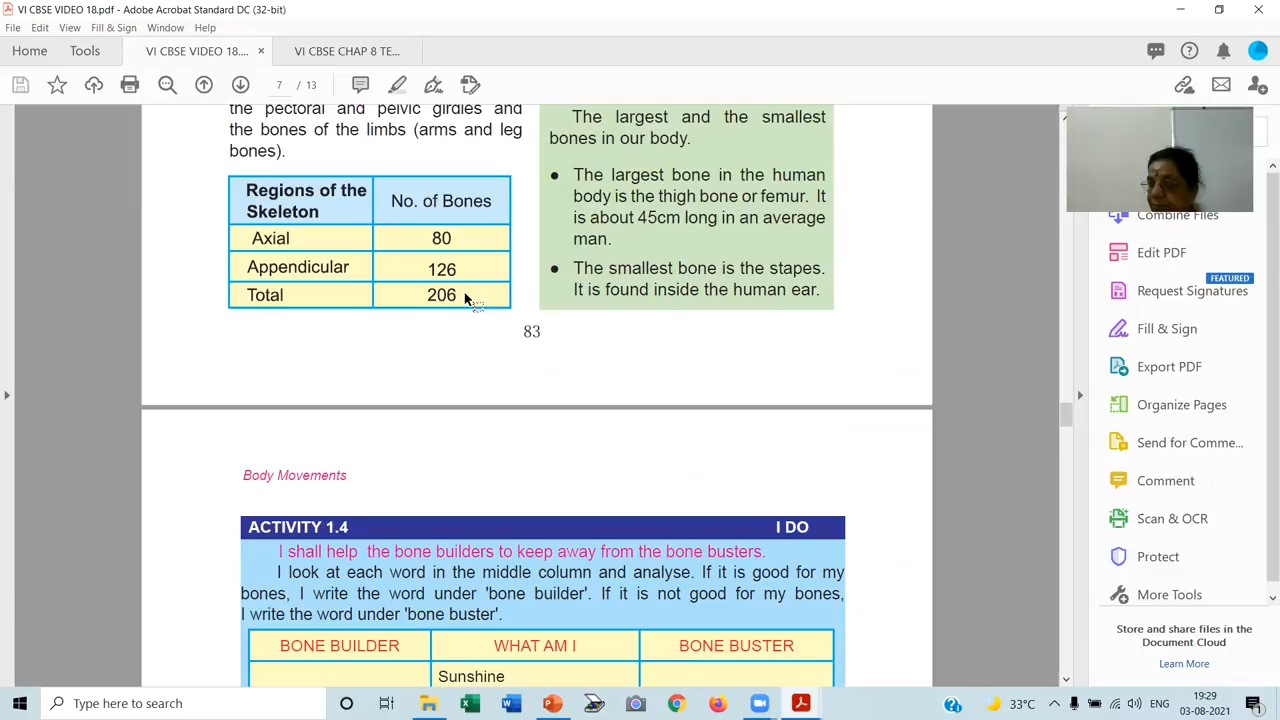 VI CBSE VIDEO 18.pdf - Adobe Acrobat Standard DC (32-bit)
File Edit View Fill & Sign Window Help
Home Tools VI CBSE VIDEO 18.... × VI CBSE CHAP 8 TE...
7 / 13
the pectoral and pelvic girdles and
the bones of the limbs (arms and leg
bones).
Regions of the
Skeleton
No. of Bones
Axial 80
Appendicular 126
Total 206
The largest and the smallest
bones in our body.
● The largest bone in the human
body is the thigh bone or femur. It
is about 45cm long in an average
man.
● The smallest bone is the stapes.
It is found inside the human ear.
83
Body Movements
ACTIVITY 1.4 I DO
I shall help the bone builders to keep away from the bone busters.
I look at each word in the middle column and analyse. If it is good for my
bones, I write the word under 'bone builder'. If it is not good for my bones,
I write the word under 'bone buster'.
BONE BUILDER WHAT AM I BONE BUSTER
Sunshine
Combine Files
Edit PDF
FEATURED
Request Signatures
Fill & Sign
Export PDF
Organize Pages
Send for Comme...
Comment
Scan & OCR
Protect
More Tools
Store and share files in the
Document Cloud
Learn More
Type here to search
33°C
ENG
19:29
03-08-2021
1